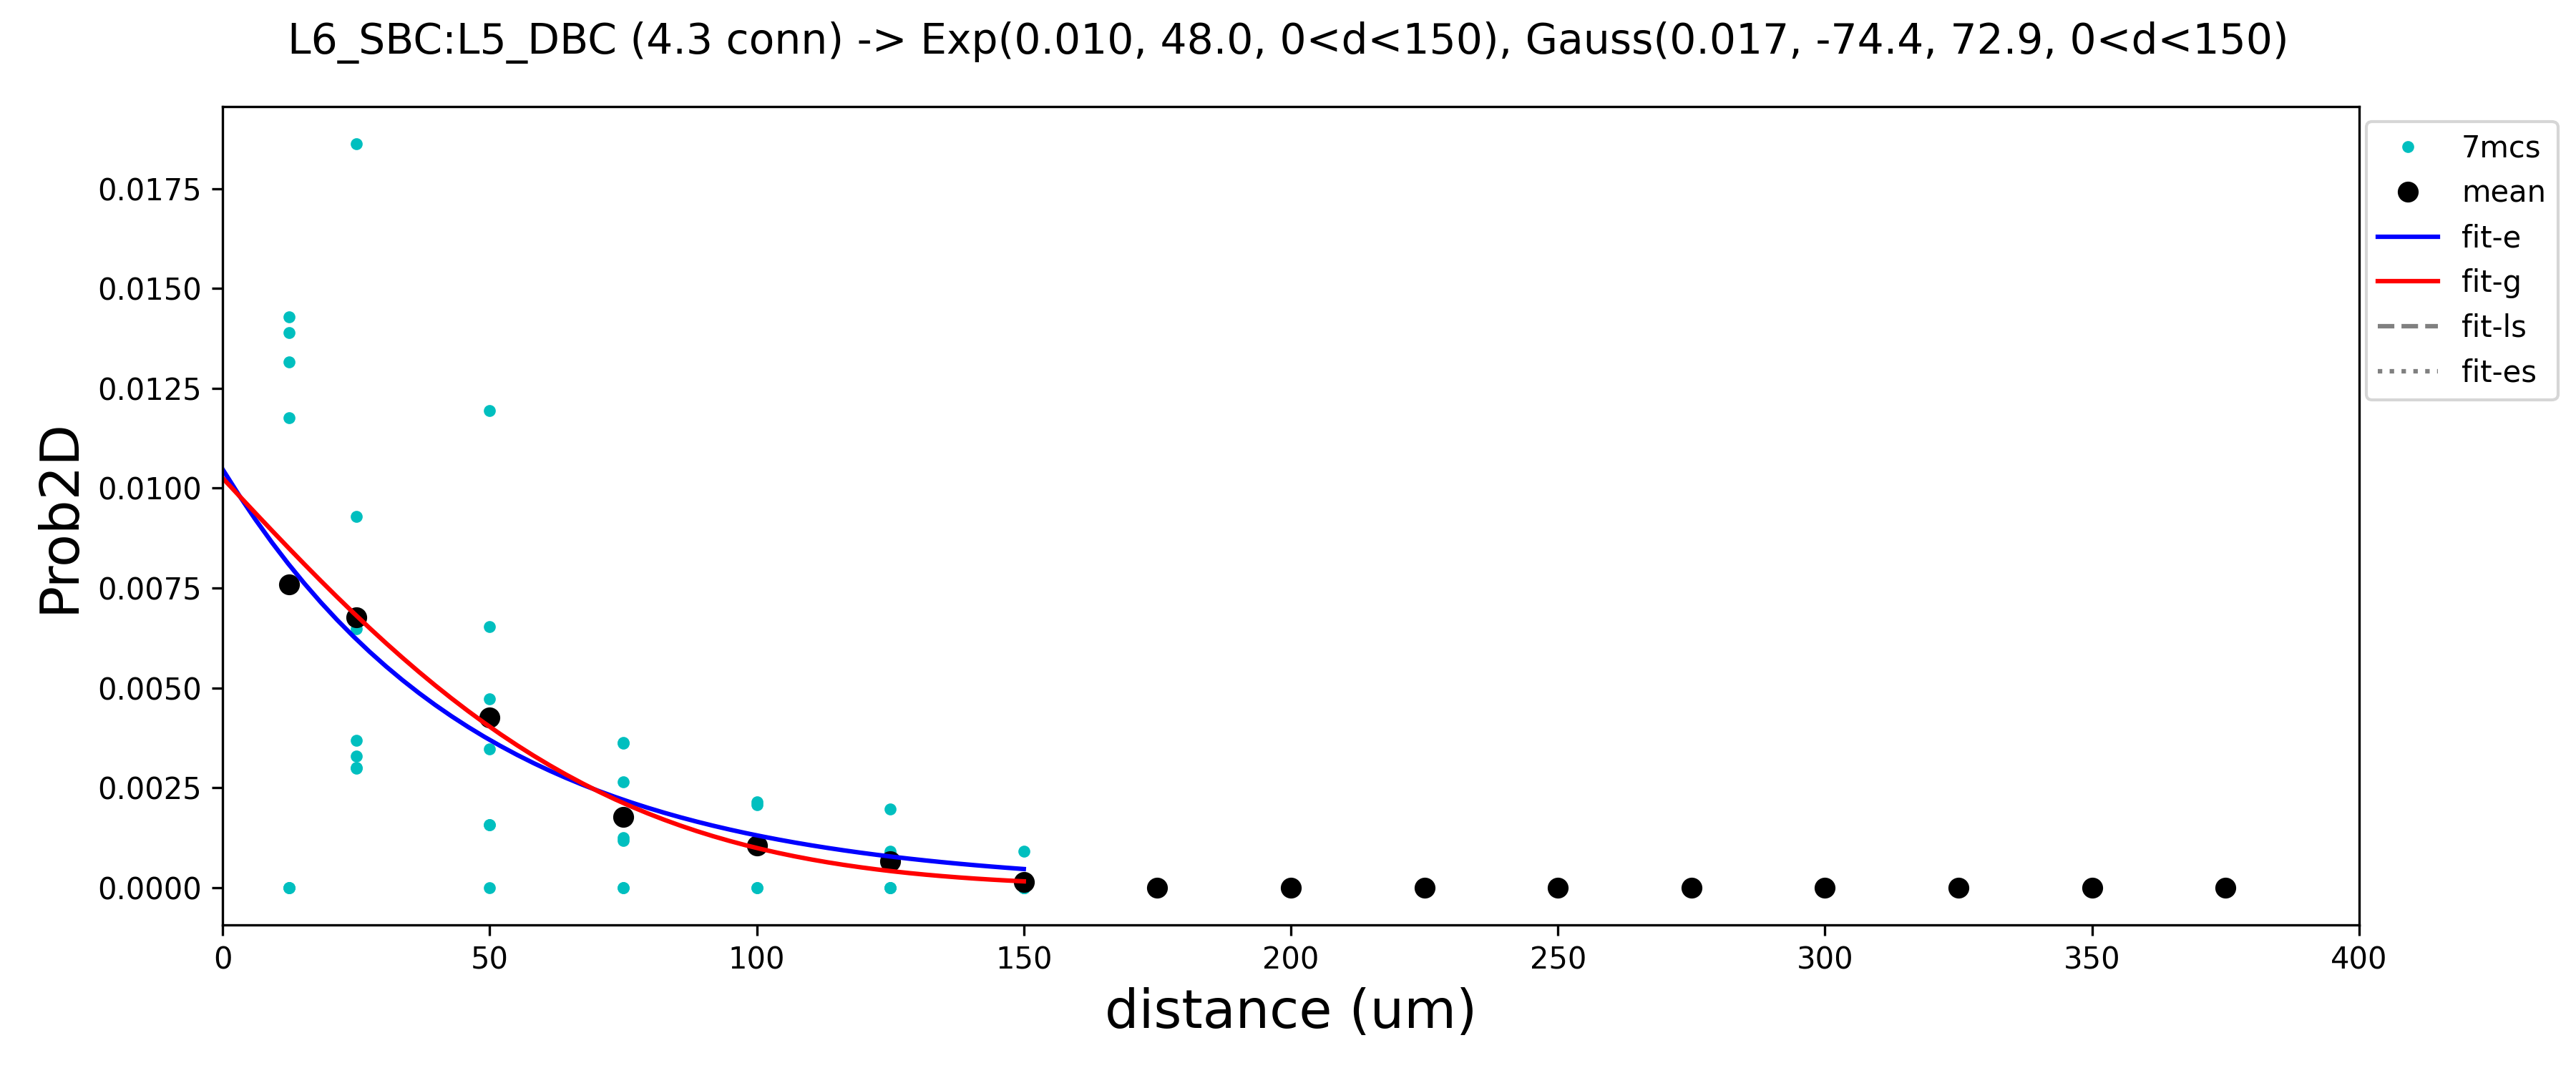 L6_SBC:L5_DBC (4.3 conn) -> Exp(0.010, 48.0, 0<d<150), Gauss(0.017, -74.4, 72.9, 0<d<150)
7mcs
mean
fit-e
fit-g
fit-ls
fit-es
Prob2D
0.0175
0.0150
0.0125
0.0100
0.0075
0.0050
0.0025
0.0000
0 50 100 150 200 250 300 350 400
distance (um)